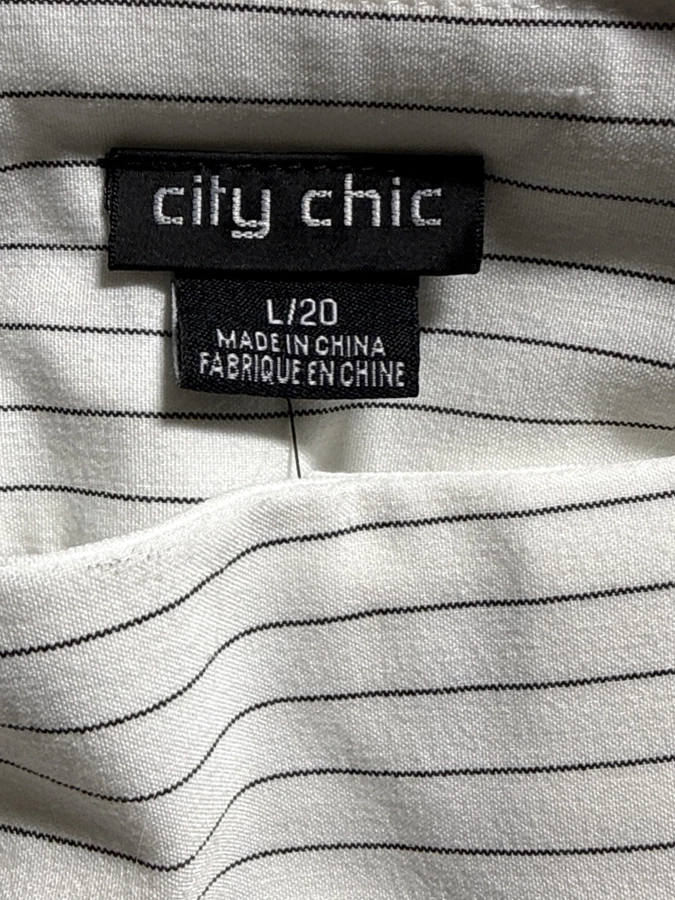 city chic
L/20
MADE IN CHINA
FABRIQUE EN CHINE